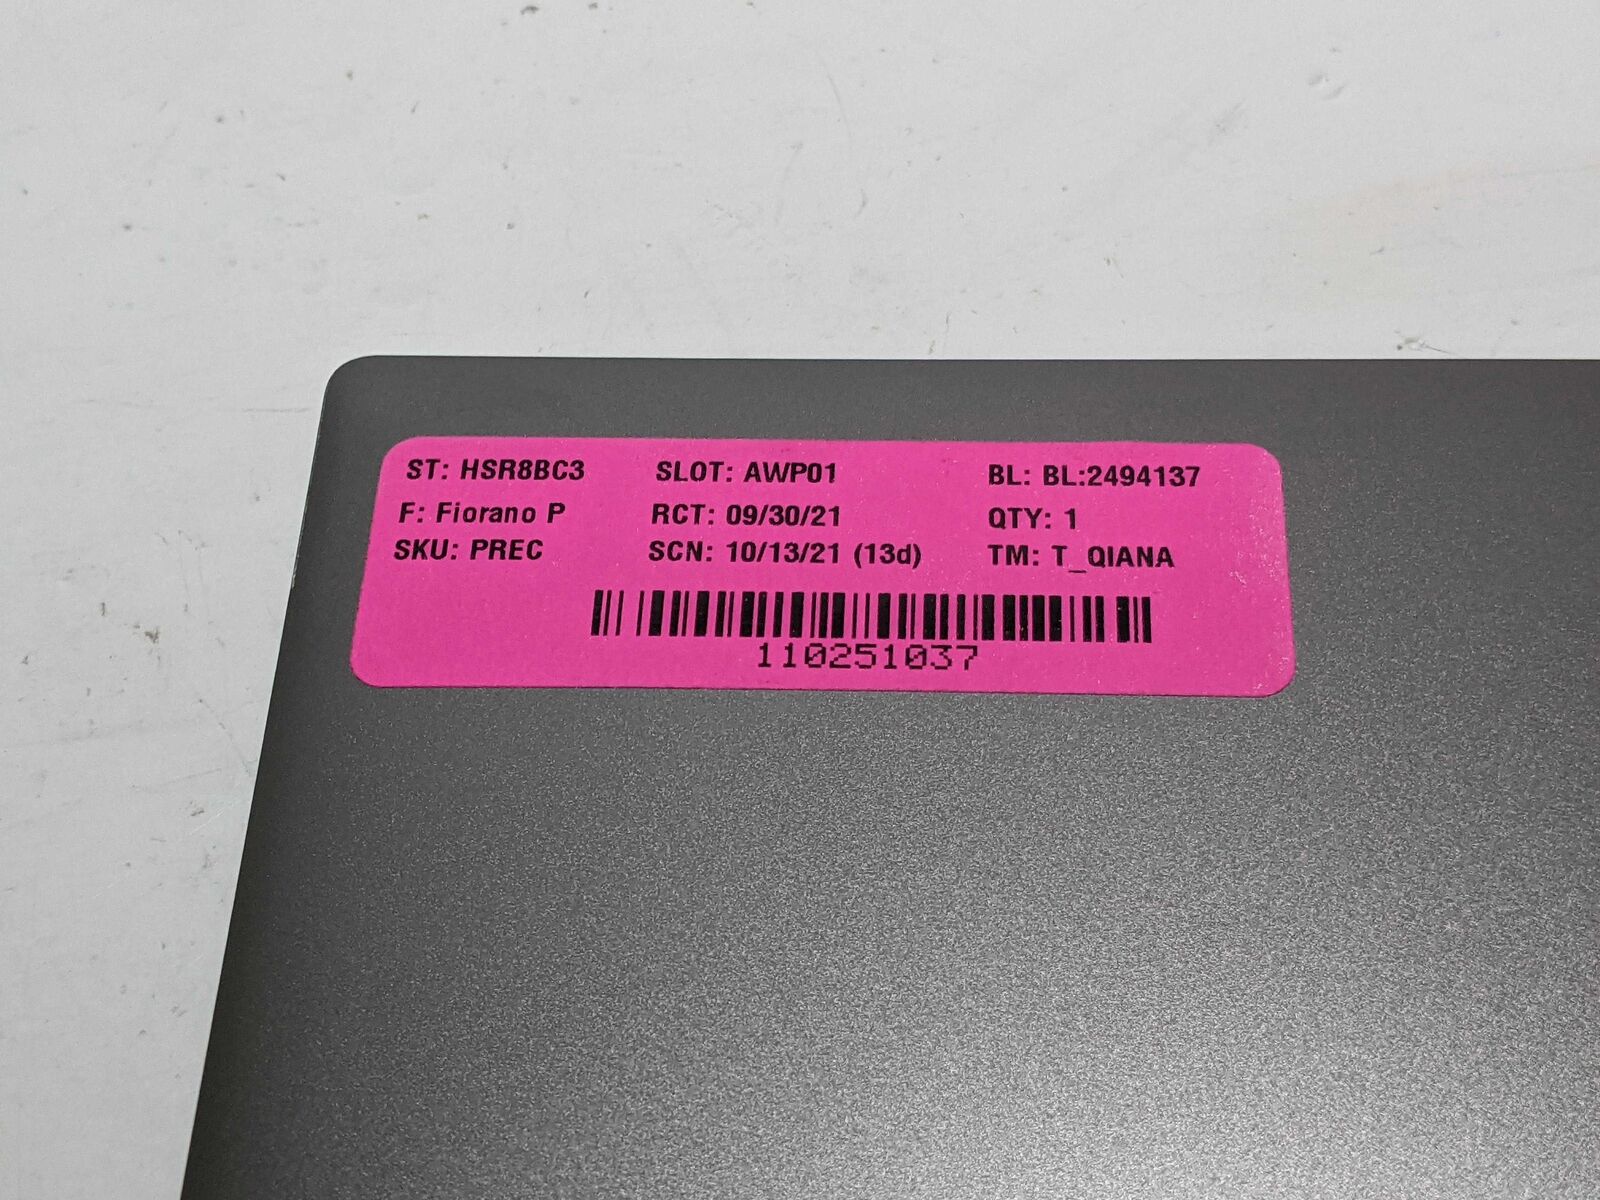 ST: HSR8BC3 SLOT: AWP01 BL: BL:2494137
F: Fiorano P RCT: 09/30/21 QTY: 1
SKU: PREC SCN: 10/13/21 (13d) TM: T_QIANA
110251037